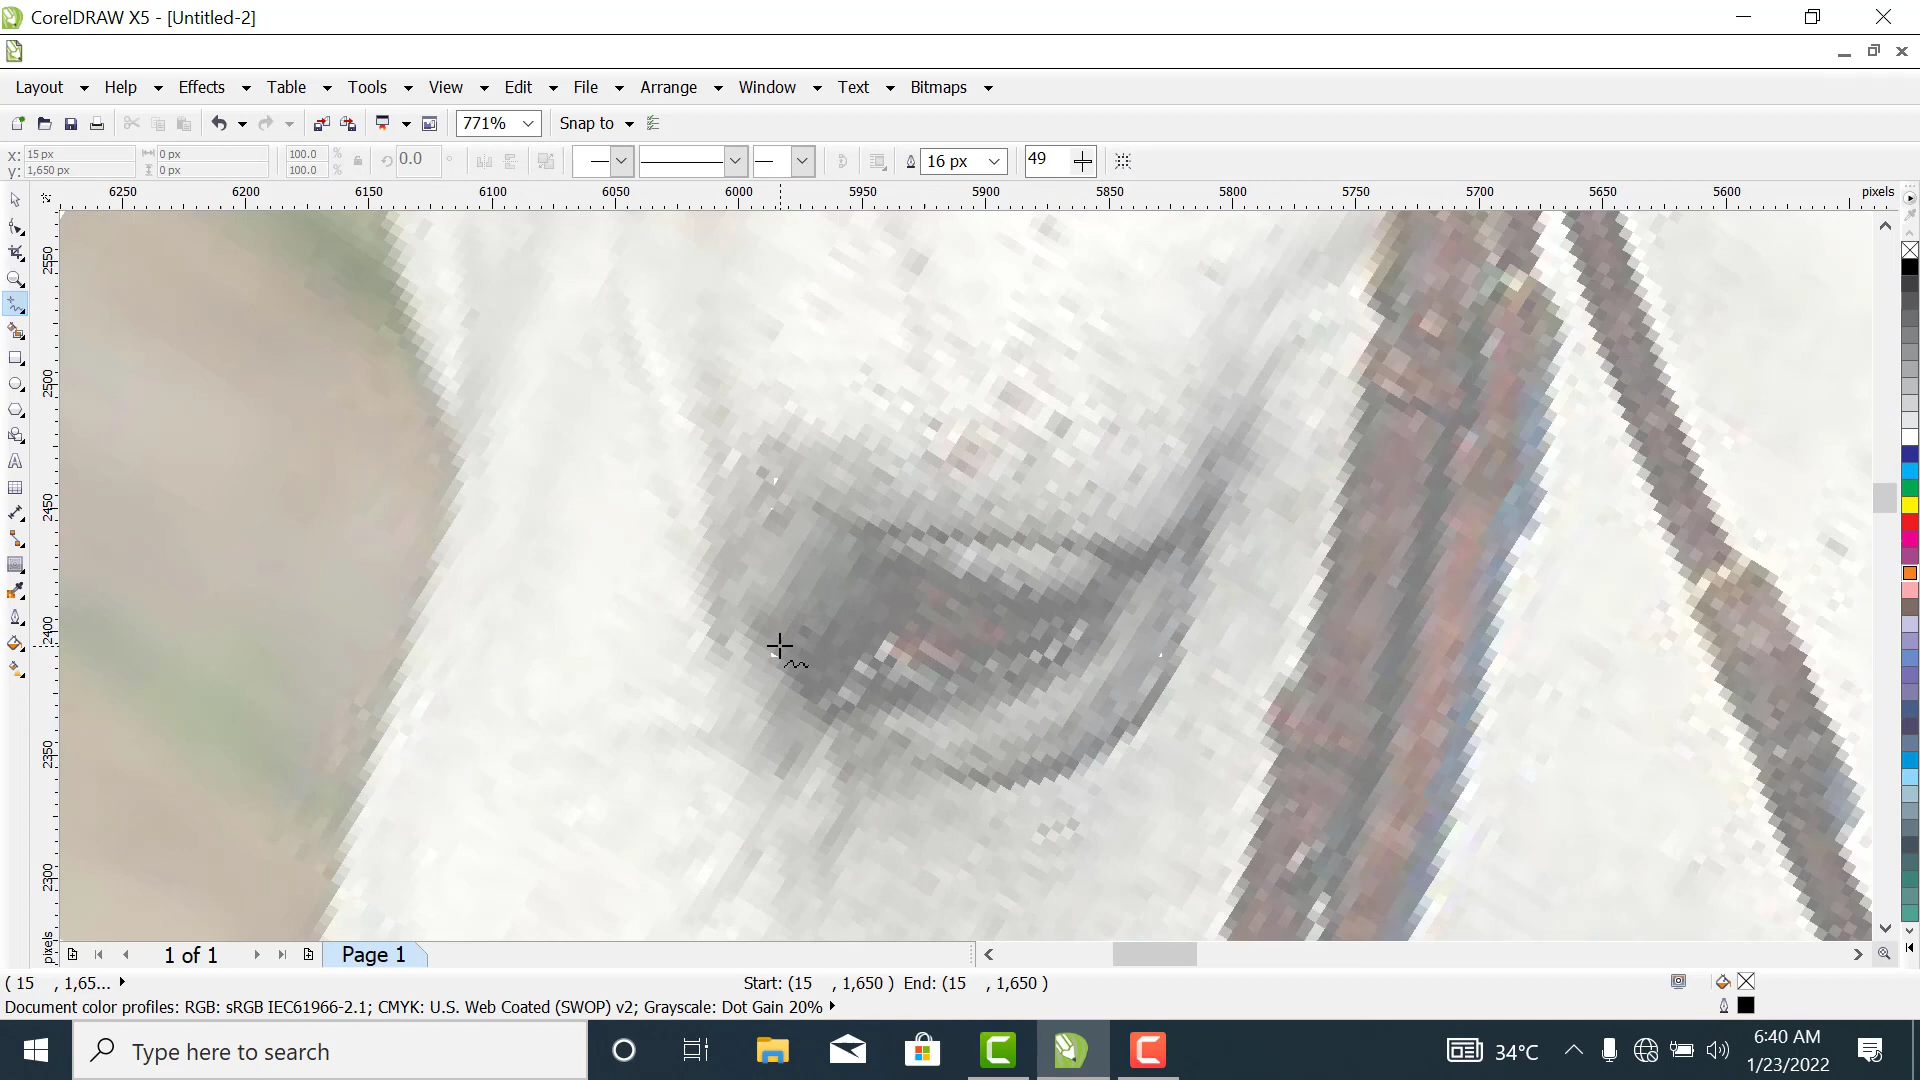 CorelDRAW X5 - [Untitled-2]
Layout Help Effects Table Tools View Edit File Arrange Window Text Bitmaps
771% Snap to
x: 15 px 0 px 100.0 % 0.0 ° 16 px 49
y: 1,650 px 0 px 100.0 %
6250 6200 6150 6100 6050 6000 5950 5900 5850 5800 5750 5700 5650 5600 pixels
2550
2500
2450
2400
2350
2300
pixels
1 of 1 Page 1
( 15 , 1,65... Start: (15 , 1,650 ) End: (15 , 1,650 )
Document color profiles: RGB: sRGB IEC61966-2.1; CMYK: U.S. Web Coated (SWOP) v2; Grayscale: Dot Gain 20%
Type here to search 34°C 6:40 AM
1/23/2022